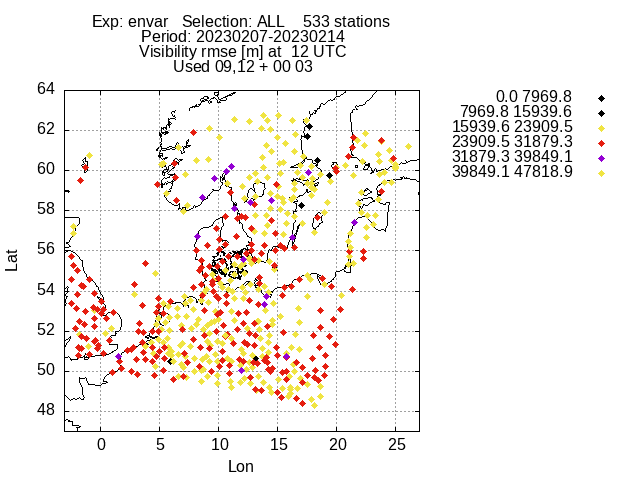 Exp: envar Selection: ALL 533 stations
Period: 20230207-20230214
Visibility rmse [m] at 12 UTC
Used 09,12 + 00 03
0.0 7969.8
7969.8 15939.6
15939.6 23909.5
23909.5 31879.3
31879.3 39849.1
39849.1 47818.9
64
62
60
58
56
54
52
50
48
Lat
0 5 10 15 20 25
Lon